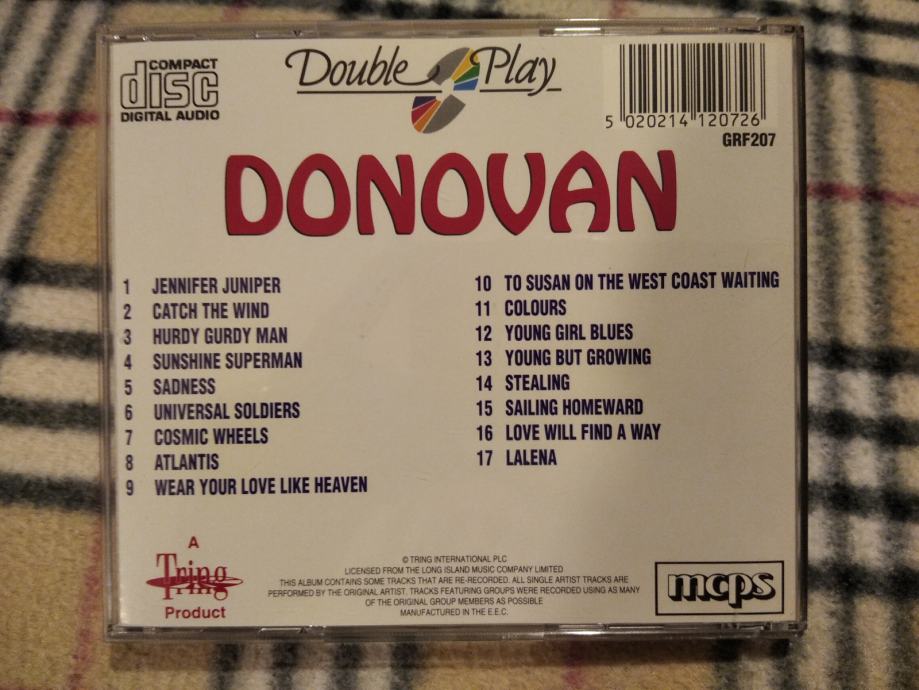 COMPACT
disc
DIGITAL AUDIO
Double Play
5 020214 120726
GRF207
DONOVAN
1 JENNIFER JUNIPER
2 CATCH THE WIND
3 HURDY GURDY MAN
4 SUNSHINE SUPERMAN
5 SADNESS
6 UNIVERSAL SOLDIERS
7 COSMIC WHEELS
8 ATLANTIS
9 WEAR YOUR LOVE LIKE HEAVEN
10 TO SUSAN ON THE WEST COAST WAITING
11 COLOURS
12 YOUNG GIRL BLUES
13 YOUNG BUT GROWING
14 STEALING
15 SAILING HOMEWARD
16 LOVE WILL FIND A WAY
17 LALENA
A
Tring
Product
© TRING INTERNATIONAL PLC
LICENSED FROM THE LONG ISLAND MUSIC COMPANY LIMITED
THIS ALBUM CONTAINS SOME TRACKS THAT ARE RE-RECORDED. ALL SINGLE ARTIST TRACKS ARE
PERFORMED BY THE ORIGINAL ARTIST. TRACKS FEATURING GROUPS WERE RECORDED USING AS MANY
OF THE ORIGINAL GROUP MEMBERS AS POSSIBLE
MANUFACTURED IN THE E.E.C.
mcps